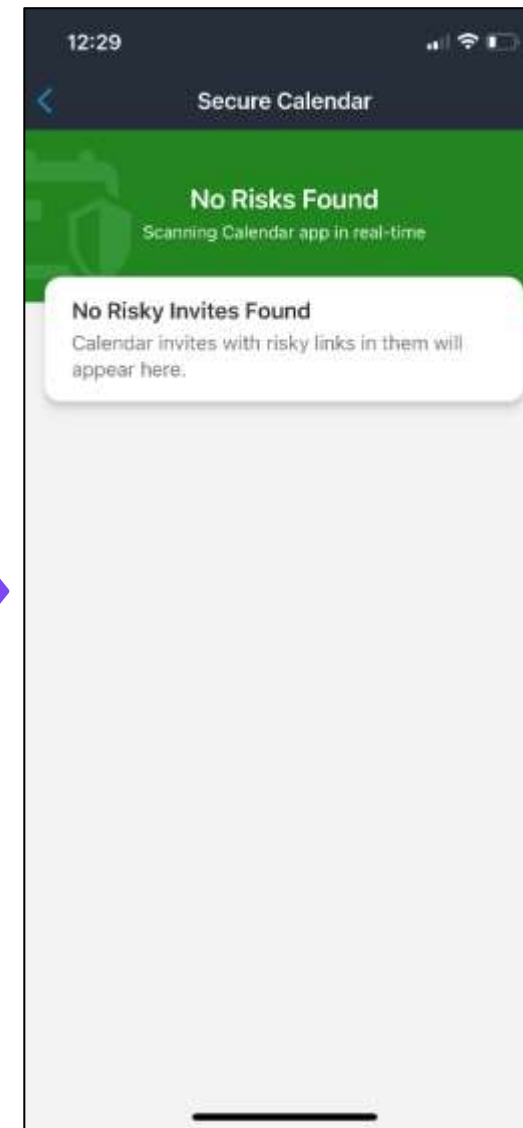 12:29
Secure Calendar
No Risks Found
Scanning Calendar app in real-time
No Risky Invites Found
Calendar invites with risky links in them will
appear here.